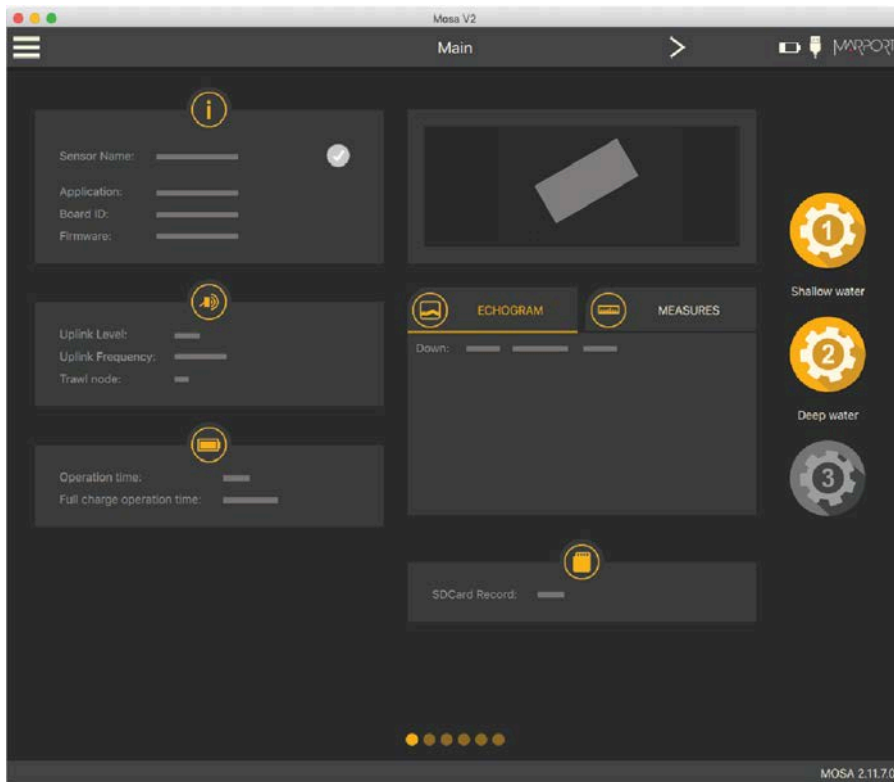 Mosa V2
Main
MARPORT
Sensor Name:
Application:
Board ID:
Firmware:
Uplink Level:
Uplink Frequency:
Trawl node:
Operation time:
Full charge operation time:
ECHOGRAM
MEASURES
Down:
SDCard Record:
1
Shallow water
2
Deep water
3
MOSA 2.11.7.0